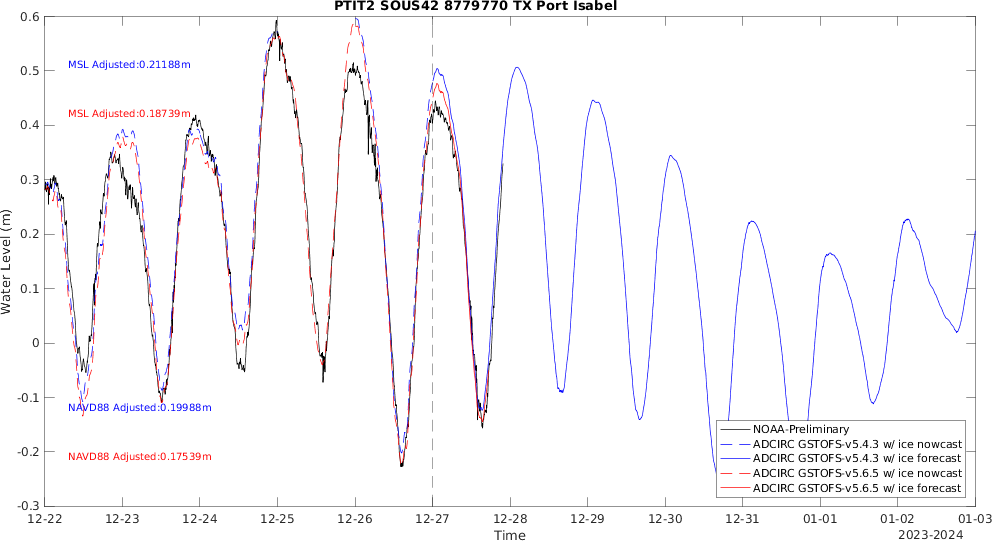 PTIT2 SOUS42 8779770 TX Port Isabel
Water Level (m)
0.6
0.5
0.4
0.3
0.2
0.1
0
-0.1
-0.2
-0.3
MSL Adjusted:0.21188m
MSL Adjusted:0.18739m
NAVD88 Adjusted:0.19988m
NAVD88 Adjusted:0.17539m
NOAA-Preliminary
ADCIRC GSTOFS-v5.4.3 w/ ice nowcast
ADCIRC GSTOFS-v5.4.3 w/ ice forecast
ADCIRC GSTOFS-v5.6.5 w/ ice nowcast
ADCIRC GSTOFS-v5.6.5 w/ ice forecast
12-22 12-23 12-24 12-25 12-26 12-27 12-28 12-29 12-30 12-31 01-01 01-02 01-03
Time
2023-2024